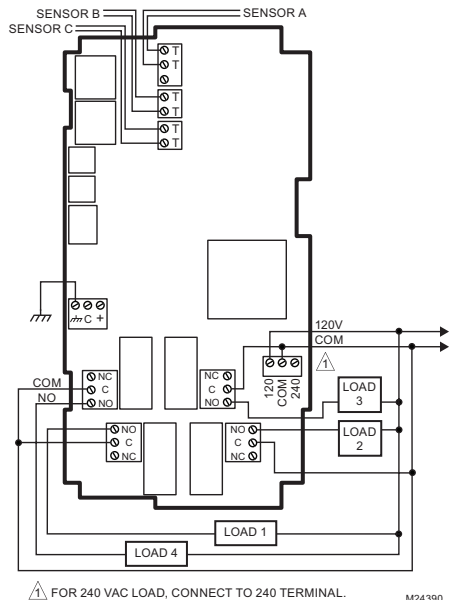 SENSOR B
SENSOR A
SENSOR C
T
T
T
T
T
T
C +
120V
COM
1
120
COM
240
NC
C
NO
NC
C
NO
COM
NO
LOAD
3
NO
C
NC
NO
C
NC
LOAD
2
LOAD 1
LOAD 4
1 FOR 240 VAC LOAD, CONNECT TO 240 TERMINAL.
M24390